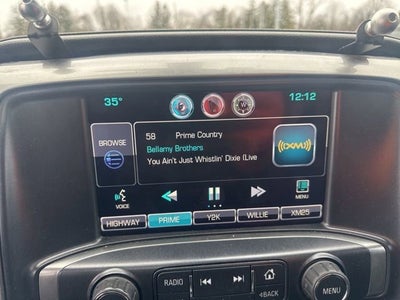 35°
12:12
W
BROWSE
58 Prime Country
Bellamy Brothers
You Ain't Just Whistlin' Dixie (Live
((XM))
VOICE
MENU
HIGHWAY PRIME Y2K WILLIE XM25
RADIO
BACK
MENU